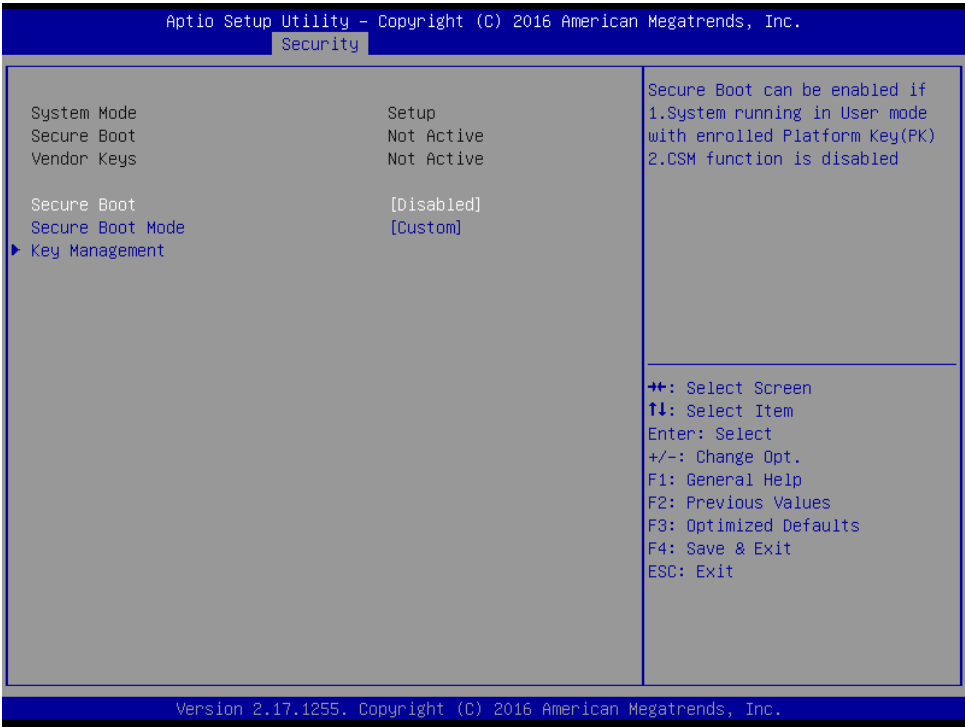 Aptio Setup Utility – Copyright (C) 2016 American Megatrends, Inc.
Security
System Mode Setup
Secure Boot Not Active
Vendor Keys Not Active
Secure Boot [Disabled]
Secure Boot Mode [Custom]
Key Management
Secure Boot can be enabled if
1.System running in User mode
with enrolled Platform Key(PK)
2.CSM function is disabled
→←: Select Screen
↑↓: Select Item
Enter: Select
+/-: Change Opt.
F1: General Help
F2: Previous Values
F3: Optimized Defaults
F4: Save & Exit
ESC: Exit
Version 2.17.1255. Copyright (C) 2016 American Megatrends, Inc.